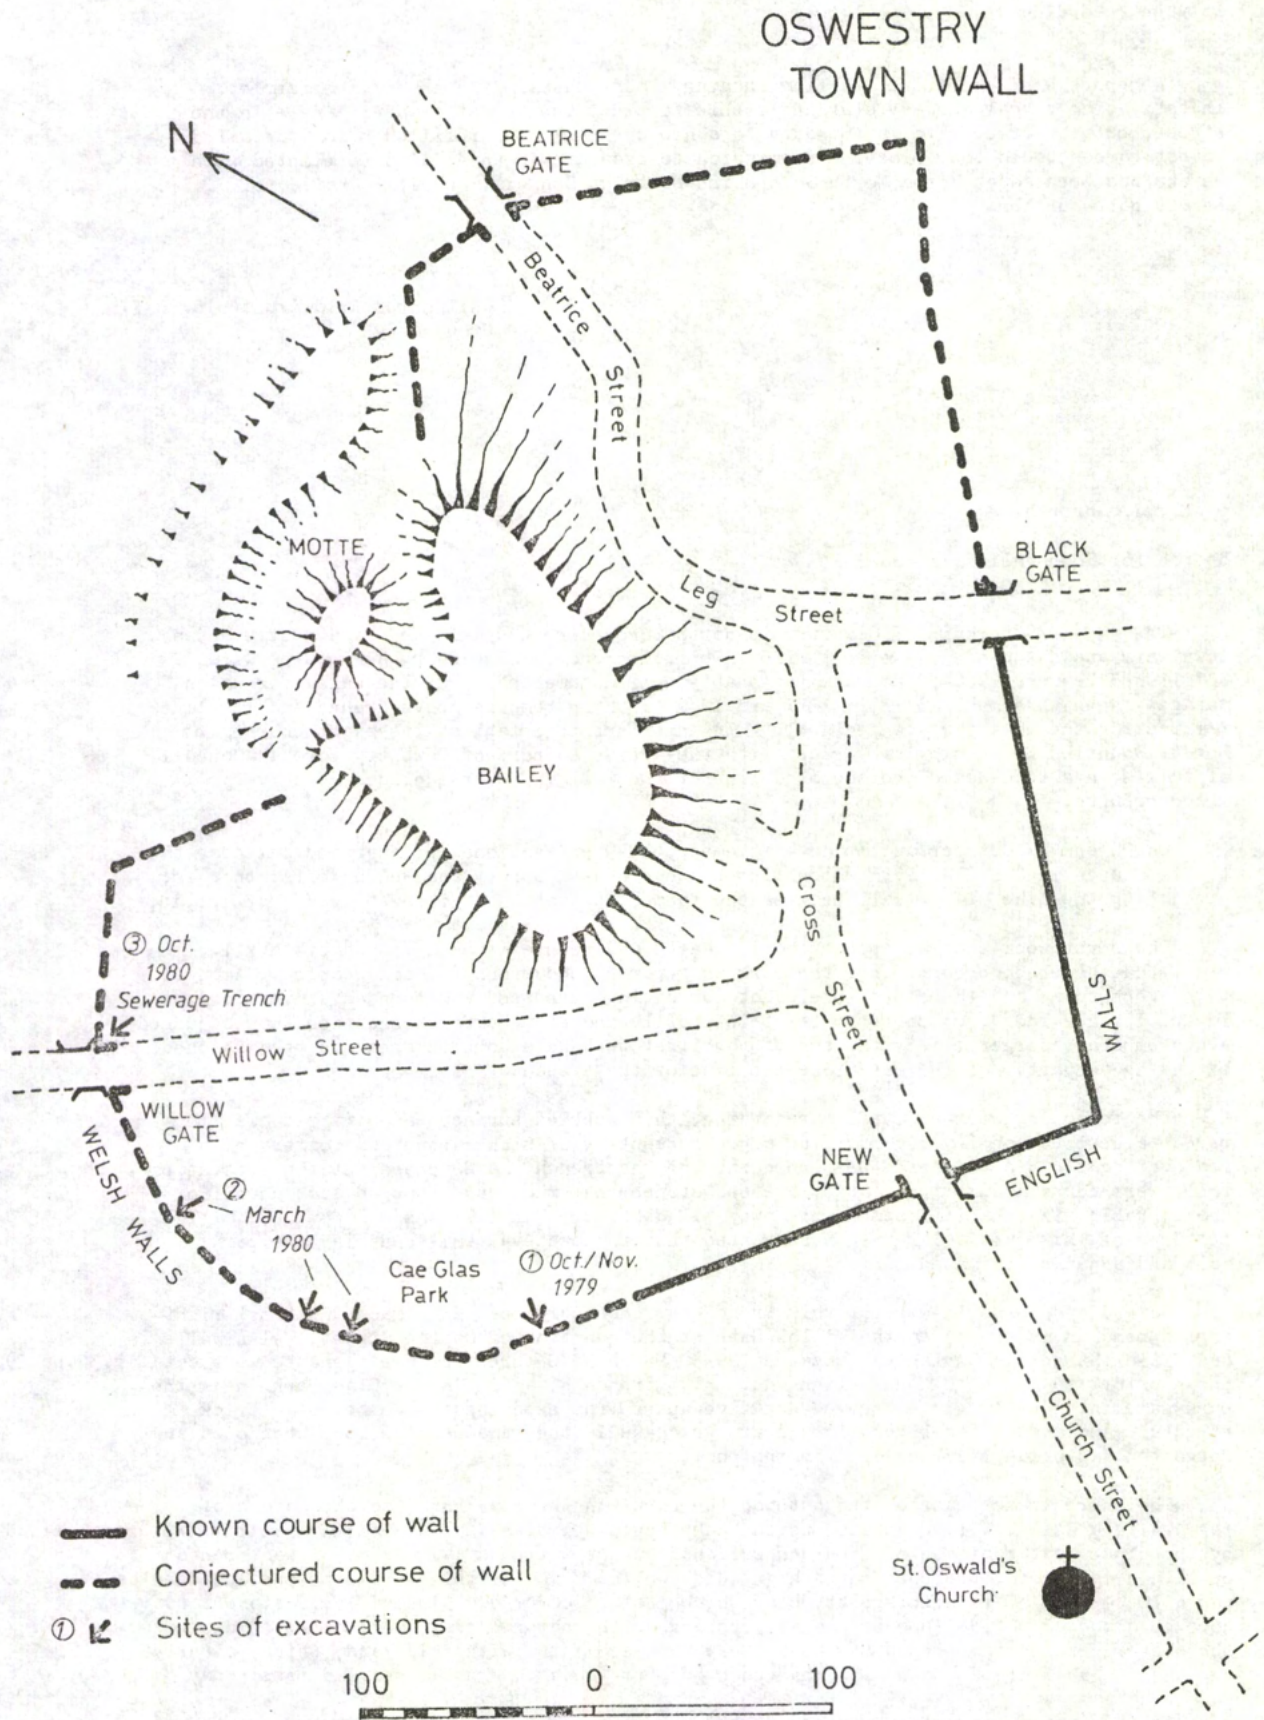 OSWESTRY
TOWN WALL
N
BEATRICE
GATE
Beatrice
Street
MOTTE
BLACK
GATE
Leg
Street
BAILEY
Cross
Street
WALLS
③ Oct.
1980
Sewerage Trench
Willow Street
WILLOW
GATE
WELSH WALLS
② March
1980
NEW
GATE
ENGLISH
① Oct./Nov.
1979
Cae Glas
Park
Church Street
Known course of wall
Conjectured course of wall
① Sites of excavations
St. Oswald's
Church
100 0 100